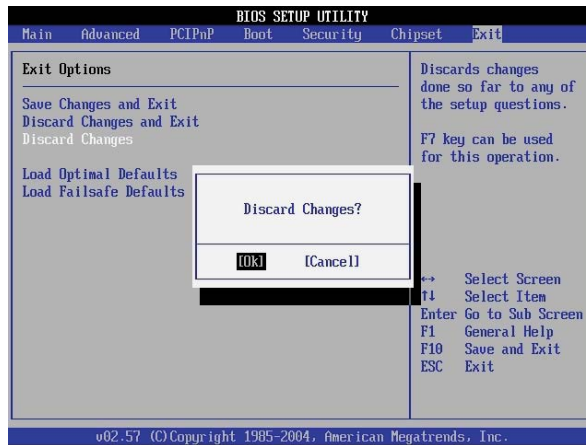 BIOS SETUP UTILITY
Main Advanced PCIPnP Boot Security Chipset Exit
Exit Options
Save Changes and Exit
Discard Changes and Exit
Discard Changes
Load Optimal Defaults
Load Failsafe Defaults
Discard Changes?
[Ok] [Cancel]
Discards changes
done so far to any of
the setup questions.
F7 key can be used
for this operation.
↔ Select Screen
↑↓ Select Item
Enter Go to Sub Screen
F1 General Help
F10 Save and Exit
ESC Exit
v02.57 (C)Copyright 1985-2004, American Megatrends, Inc.